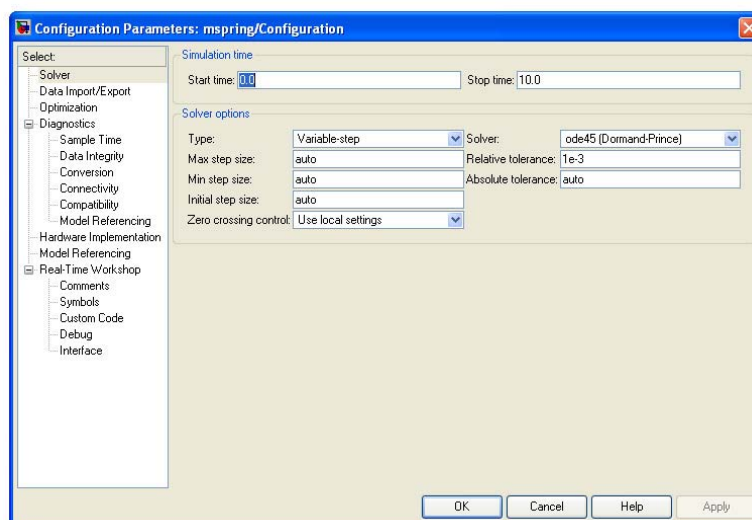 Configuration Parameters: mspring/Configuration
Select:
Solver
Data Import/Export
Optimization
Diagnostics
Sample Time
Data Integrity
Conversion
Connectivity
Compatibility
Model Referencing
Hardware Implementation
Model Referencing
Real-Time Workshop
Comments
Symbols
Custom Code
Debug
Interface
Simulation time
Start time: 0.0 Stop time: 10.0
Solver options
Type: Variable-step Solver: ode45 (Dormand-Prince)
Max step size: auto Relative tolerance: 1e-3
Min step size: auto Absolute tolerance: auto
Initial step size: auto
Zero crossing control: Use local settings
OK Cancel Help Apply